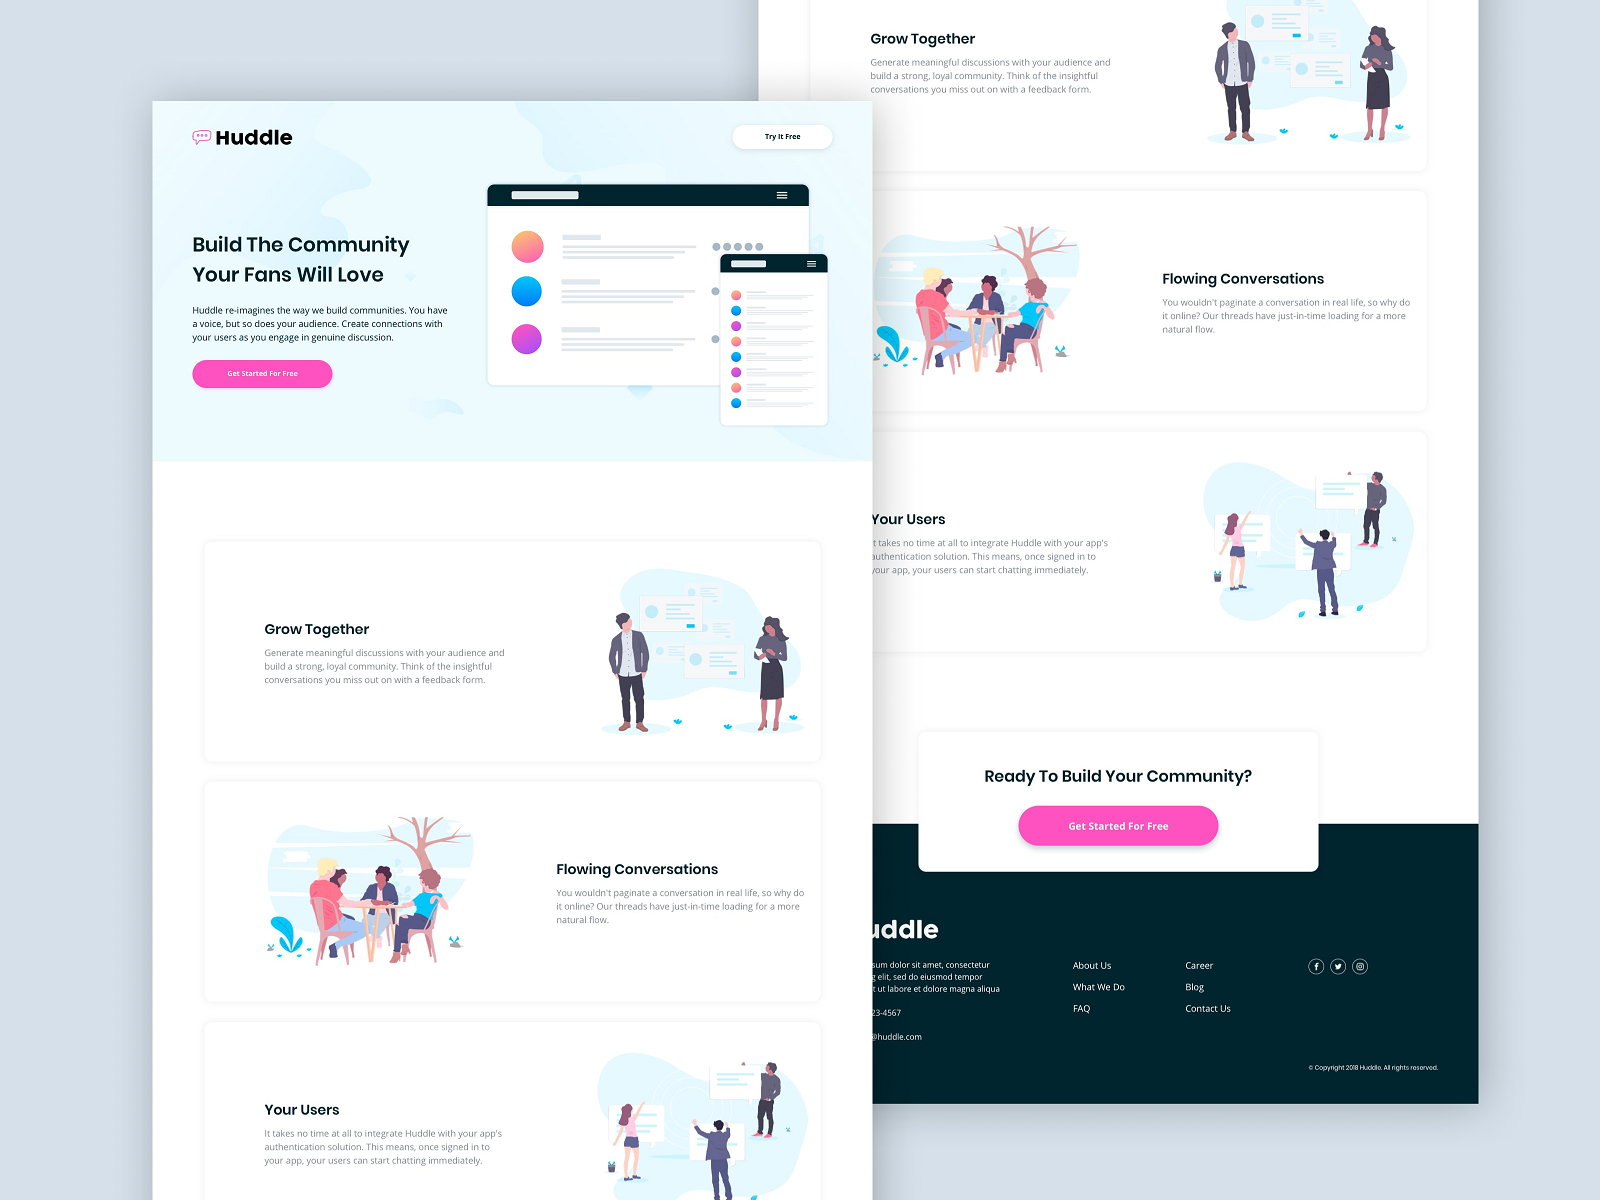 Huddle
Try It Free
Build The Community
Your Fans Will Love
Huddle re-imagines the way we build communities. You have
a voice, but so does your audience. Create connections with
your users as you engage in genuine discussion.
Get Started For Free
Grow Together
Generate meaningful discussions with your audience and
build a strong, loyal community. Think of the insightful
conversations you miss out on with a feedback form.
Flowing Conversations
You wouldn't paginate a conversation in real life, so why do
it online? Our threads have just-in-time loading for a more
natural flow.
Your Users
It takes no time at all to integrate Huddle with your app's
authentication solution. This means, once signed in to
your app, your users can start chatting immediately.
Grow Together
Generate meaningful discussions with your audience and
build a strong, loyal community. Think of the insightful
conversations you miss out on with a feedback form.
Flowing Conversations
You wouldn't paginate a conversation in real life, so why do
it online? Our threads have just-in-time loading for a more
natural flow.
Your Users
t takes no time at all to integrate Huddle with your app's
authentication solution. This means, once signed in to
your app, your users can start chatting immediately.
Ready To Build Your Community?
Get Started For Free
uddle
sum dolor sit amet, consectetur
g elit, sed do eiusmod tempor
t ut labore et dolore magna aliqua
23-4567
@huddle.com
About Us
What We Do
FAQ
Career
Blog
Contact Us
© Copyright 2018 Huddle. All rights reserved.